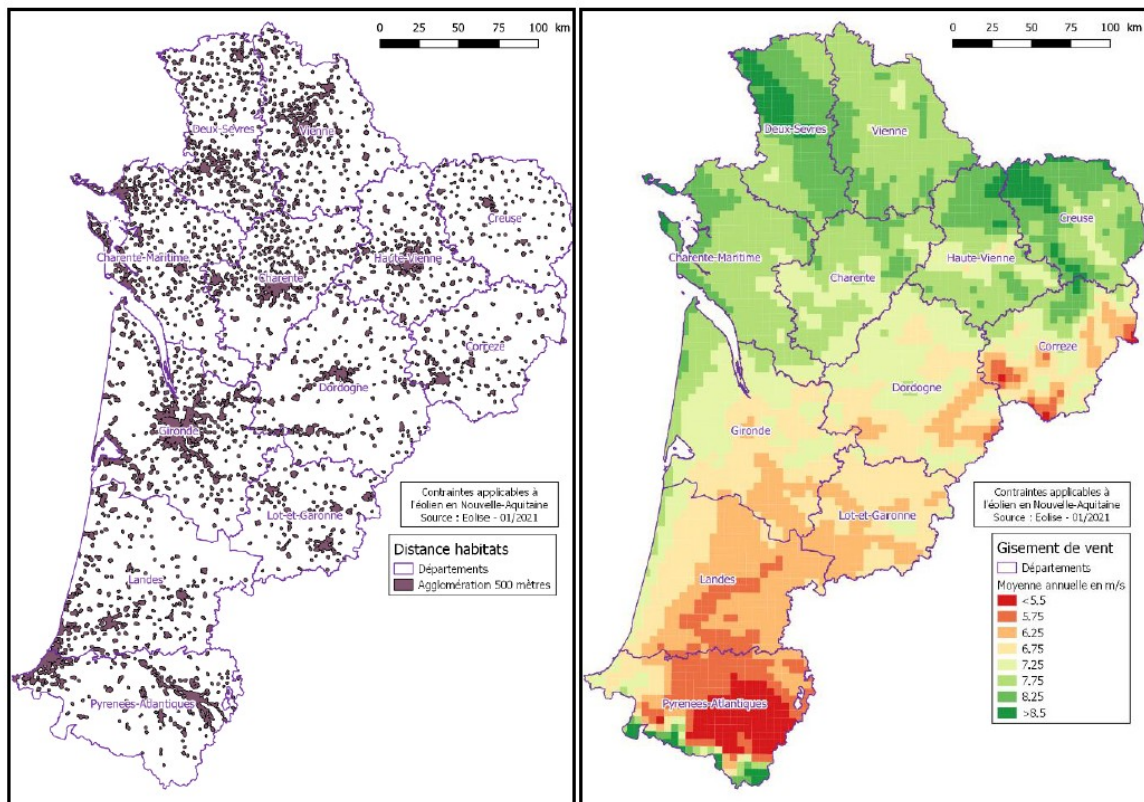 0 25 50 75 100 km
Deux-Sèvres
Vienne
Creuse
Charente-Maritime
Haute-Vienne
Charente
Corrèze
Dordogne
Gironde
Contraintes applicables à
l'éolien en Nouvelle-Aquitaine
Source : Eolise - 01/2021
Lot-et-Garonne
Distance habitats
Départements
Agglomération 500 mètres
Landes
Pyrénées-Atlantiques
0 25 50 75 100 km
Deux-Sèvres
Vienne
Creuse
Charente-Maritime
Haute-Vienne
Charente
Corrèze
Dordogne
Gironde
Contraintes applicables à
l'éolien en Nouvelle-Aquitaine
Source : Eolise - 01/2021
Lot-et-Garonne
Gisement de vent
Départements
Moyenne annuelle en m/s
<5.5
5.75
6.25
6.75
7.25
7.75
8.25
>8.5
Landes
Pyrénées-Atlantiques